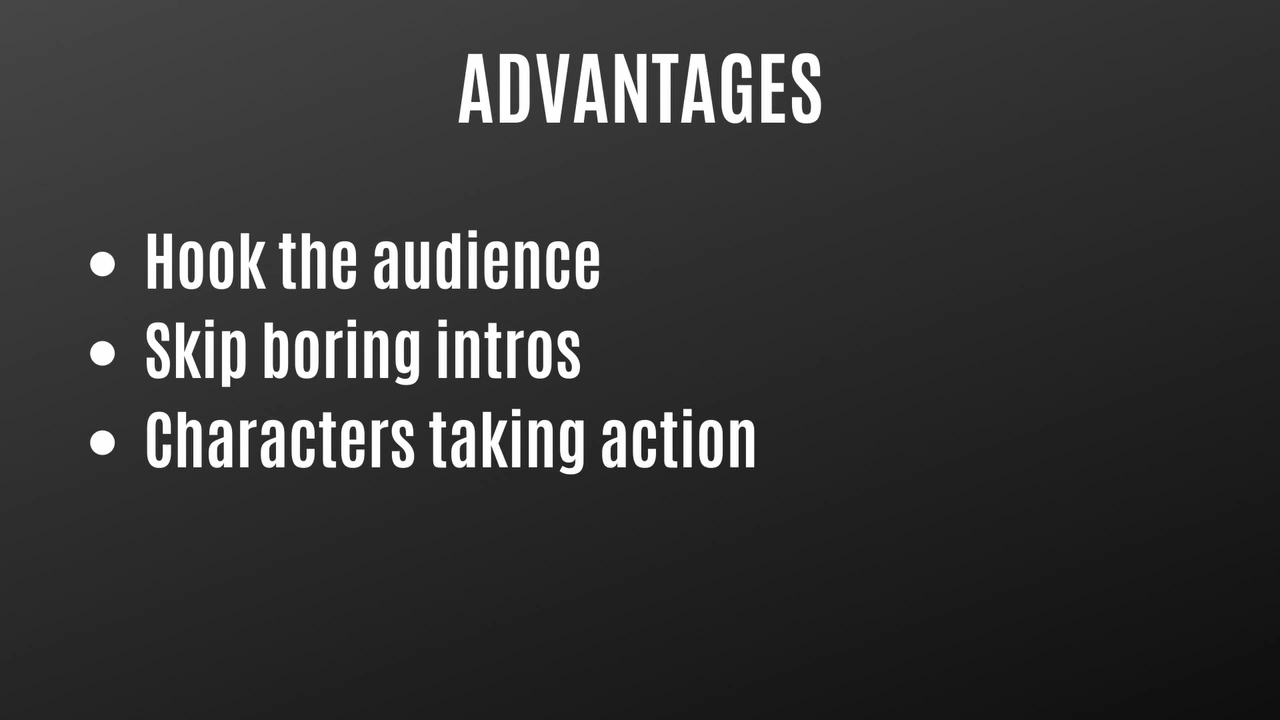 ADVANTAGES
• Hook the audience
• Skip boring intros
• Characters taking action